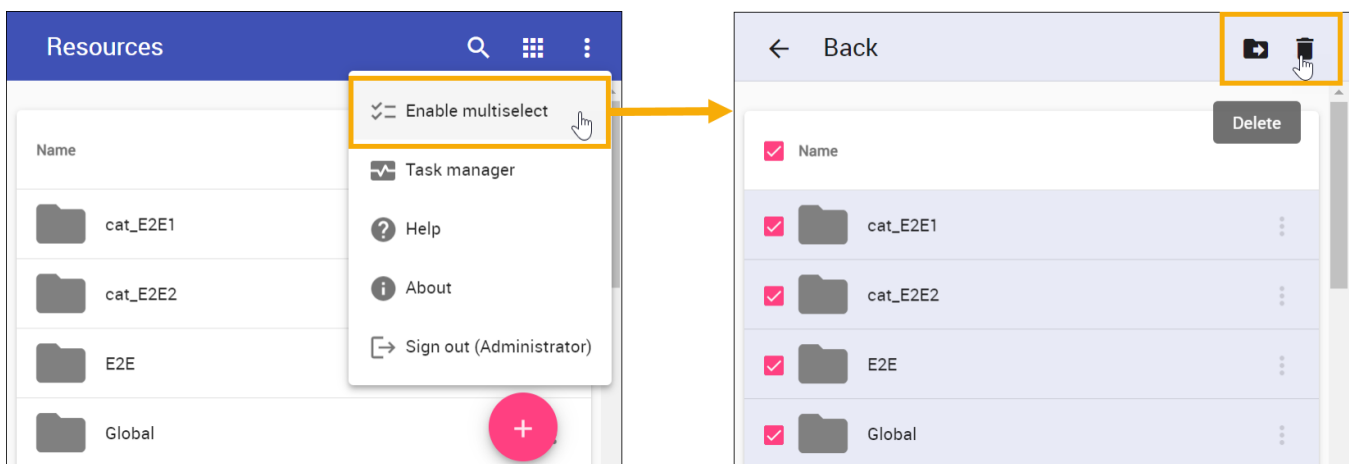 Resources
Enable multiselect
Name
Task manager
cat_E2E1
Help
cat_E2E2
About
E2E
Sign out (Administrator)
Global
+
Back
Delete
Name
cat_E2E1
cat_E2E2
E2E
Global